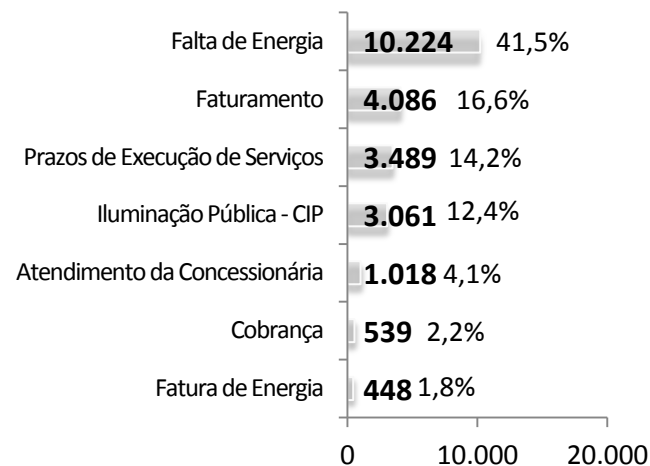 Falta de Energia 10.224 41,5%
Faturamento 4.086 16,6%
Prazos de Execução de Serviços 3.489 14,2%
Iluminação Pública - CIP 3.061 12,4%
Atendimento da Concessionária 1.018 4,1%
Cobrança 539 2,2%
Fatura de Energia 448 1,8%
0 10.000 20.000